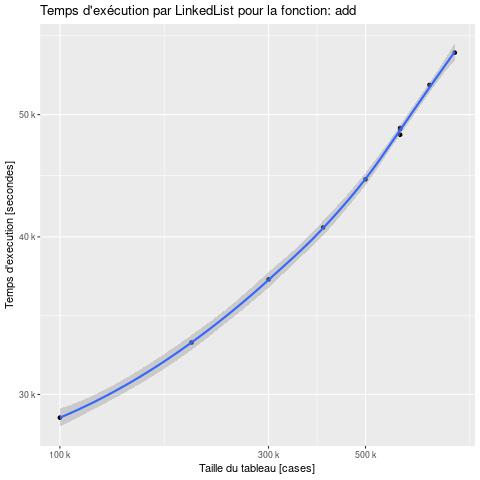 Temps d'exécution par LinkedList pour la fonction: add
Temps d'execution [secondes]
50 k
40 k
30 k
100 k
300 k
500 k
Taille du tableau [cases]